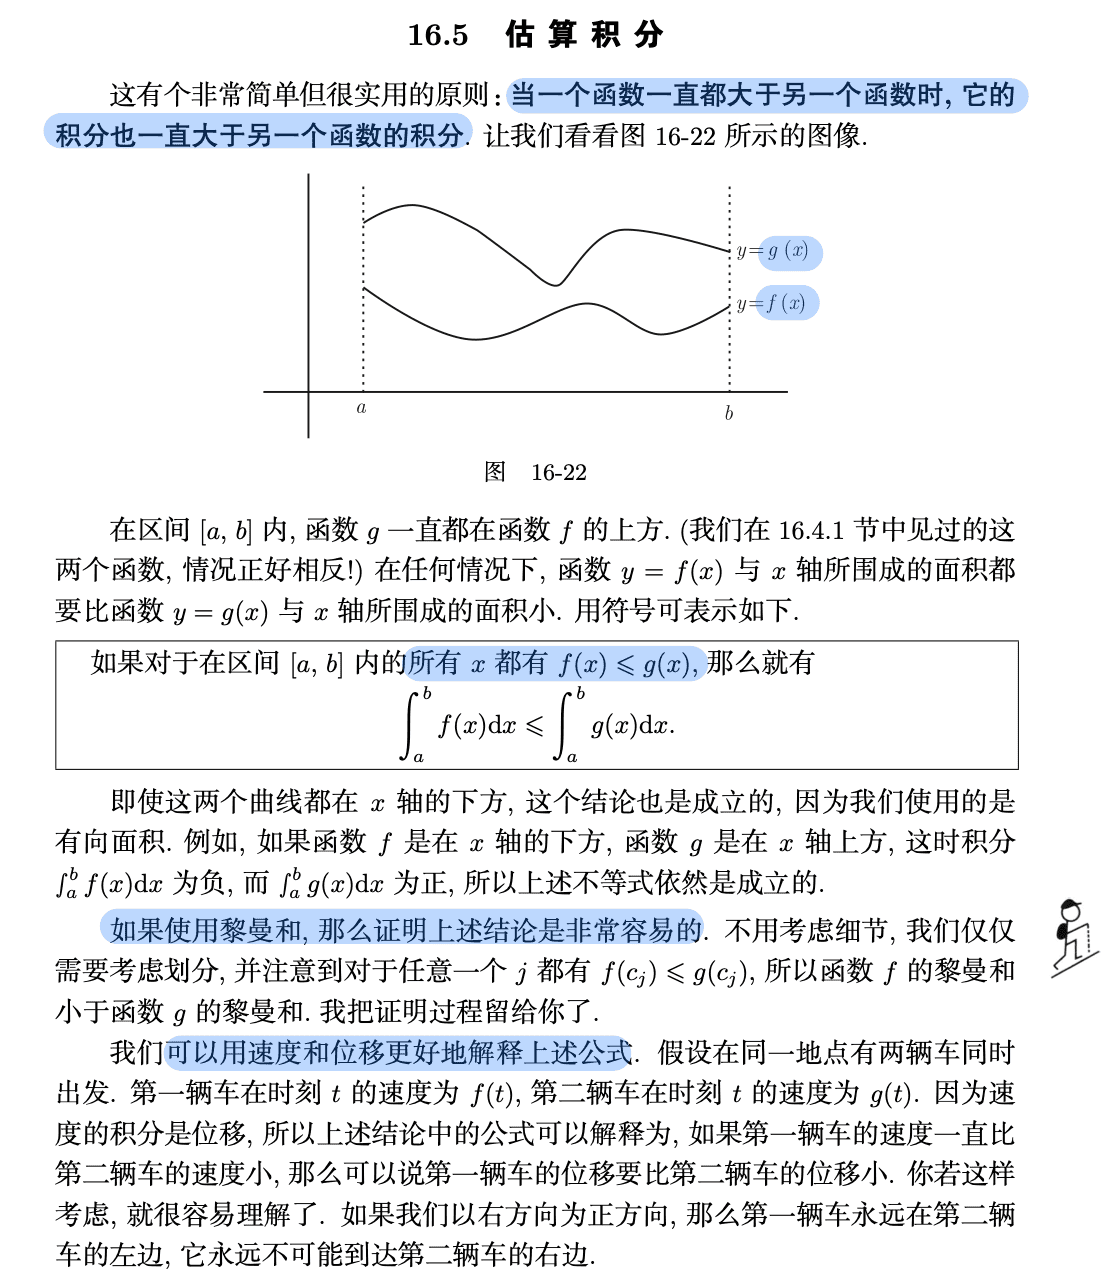 16.5 估算积分
这有个非常简单但很实用的原则: 当一个函数一直都大于另一个函数时, 它的
积分也一直大于另一个函数的积分. 让我们看看图 16-22 所示的图像.
y=g (x)
y=f (x)
a
b
图 16-22
在区间 [a, b] 内, 函数 g 一直都在函数 f 的上方. (我们在 16.4.1 节中见过的这
两个函数, 情况正好相反!) 在任何情况下, 函数 y = f(x) 与 x 轴所围成的面积都
要比函数 y = g(x) 与 x 轴所围成的面积小. 用符号可表示如下.
如果对于在区间 [a, b] 内的所有 x 都有 f(x) ⩽ g(x), 那么就有
∫_a^b f(x)dx ⩽ ∫_a^b g(x)dx.
即使这两个曲线都在 x 轴的下方, 这个结论也是成立的, 因为我们使用的是
有向面积. 例如, 如果函数 f 是在 x 轴的下方, 函数 g 是在 x 轴上方, 这时积分
∫_a^b f(x)dx 为负, 而 ∫_a^b g(x)dx 为正, 所以上述不等式依然是成立的.
如果使用黎曼和, 那么证明上述结论是非常容易的. 不用考虑细节, 我们仅仅
需要考虑划分, 并注意到对于任意一个 j 都有 f(c_j) ⩽ g(c_j), 所以函数 f 的黎曼和
小于函数 g 的黎曼和. 我把证明过程留给你了.
我们可以用速度和位移更好地解释上述公式. 假设在同一地点有两辆车同时
出发. 第一辆车在时刻 t 的速度为 f(t), 第二辆车在时刻 t 的速度为 g(t). 因为速
度的积分是位移, 所以上述结论中的公式可以解释为, 如果第一辆车的速度一直比
第二辆车的速度小, 那么可以说第一辆车的位移要比第二辆车的位移小. 你若这样
考虑, 就很容易理解了. 如果我们以右方向为正方向, 那么第一辆车永远在第二辆
车的左边, 它永远不可能到达第二辆车的右边.